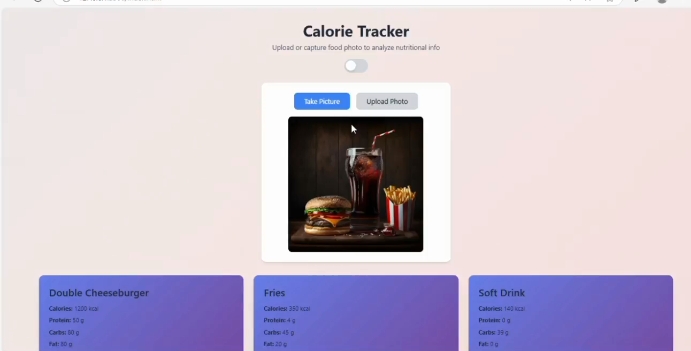 Calorie Tracker
Upload or capture food photo to analyze nutritional info
Take Picture
Upload Photo
Double Cheeseburger
Calories: 1200 kcal
Protein: 50 g
Carbs: 80 g
Fat: 80 g
Fries
Calories: 350 kcal
Protein: 4 g
Carbs: 45 g
Fat: 20 g
Soft Drink
Calories: 140 kcal
Protein: 0 g
Carbs: 39 g
Fat: 0 g